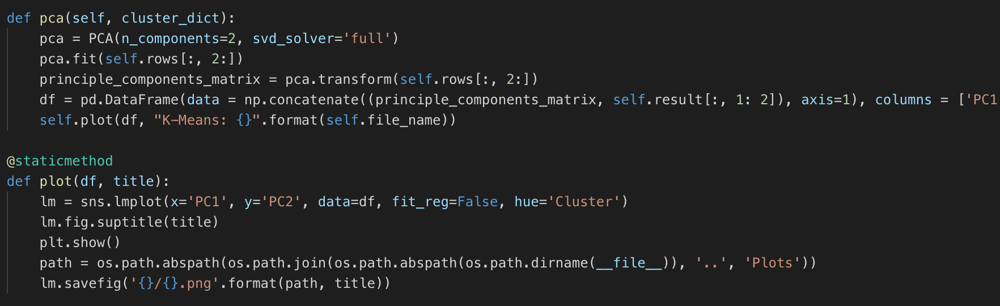 def pca(self, cluster_dict):
    pca = PCA(n_components=2, svd_solver='full')
    pca.fit(self.rows[:, 2:])
    principle_components_matrix = pca.transform(self.rows[:, 2:])
    df = pd.DataFrame(data = np.concatenate((principle_components_matrix, self.result[:, 1: 2]), axis=1), columns = ['PC1
    self.plot(df, "K-Means: {}".format(self.file_name))

@staticmethod
def plot(df, title):
    lm = sns.lmplot(x='PC1', y='PC2', data=df, fit_reg=False, hue='Cluster')
    lm.fig.suptitle(title)
    plt.show()
    path = os.path.abspath(os.path.join(os.path.abspath(os.path.dirname(__file__)), '..', 'Plots'))
    lm.savefig('{}/{}.png'.format(path, title))